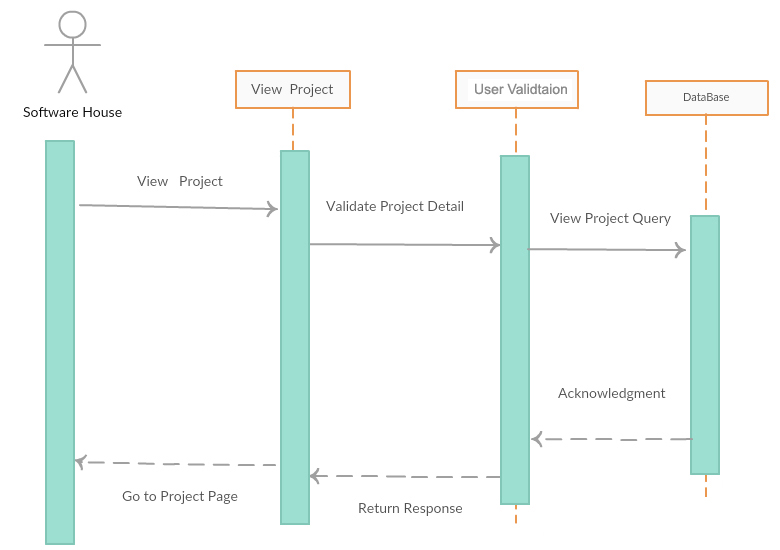 Software House
View Project
User Validtaion
DataBase
View Project
Validate Project Detail
View Project Query
Acknowledgment
Go to Project Page
Return Response